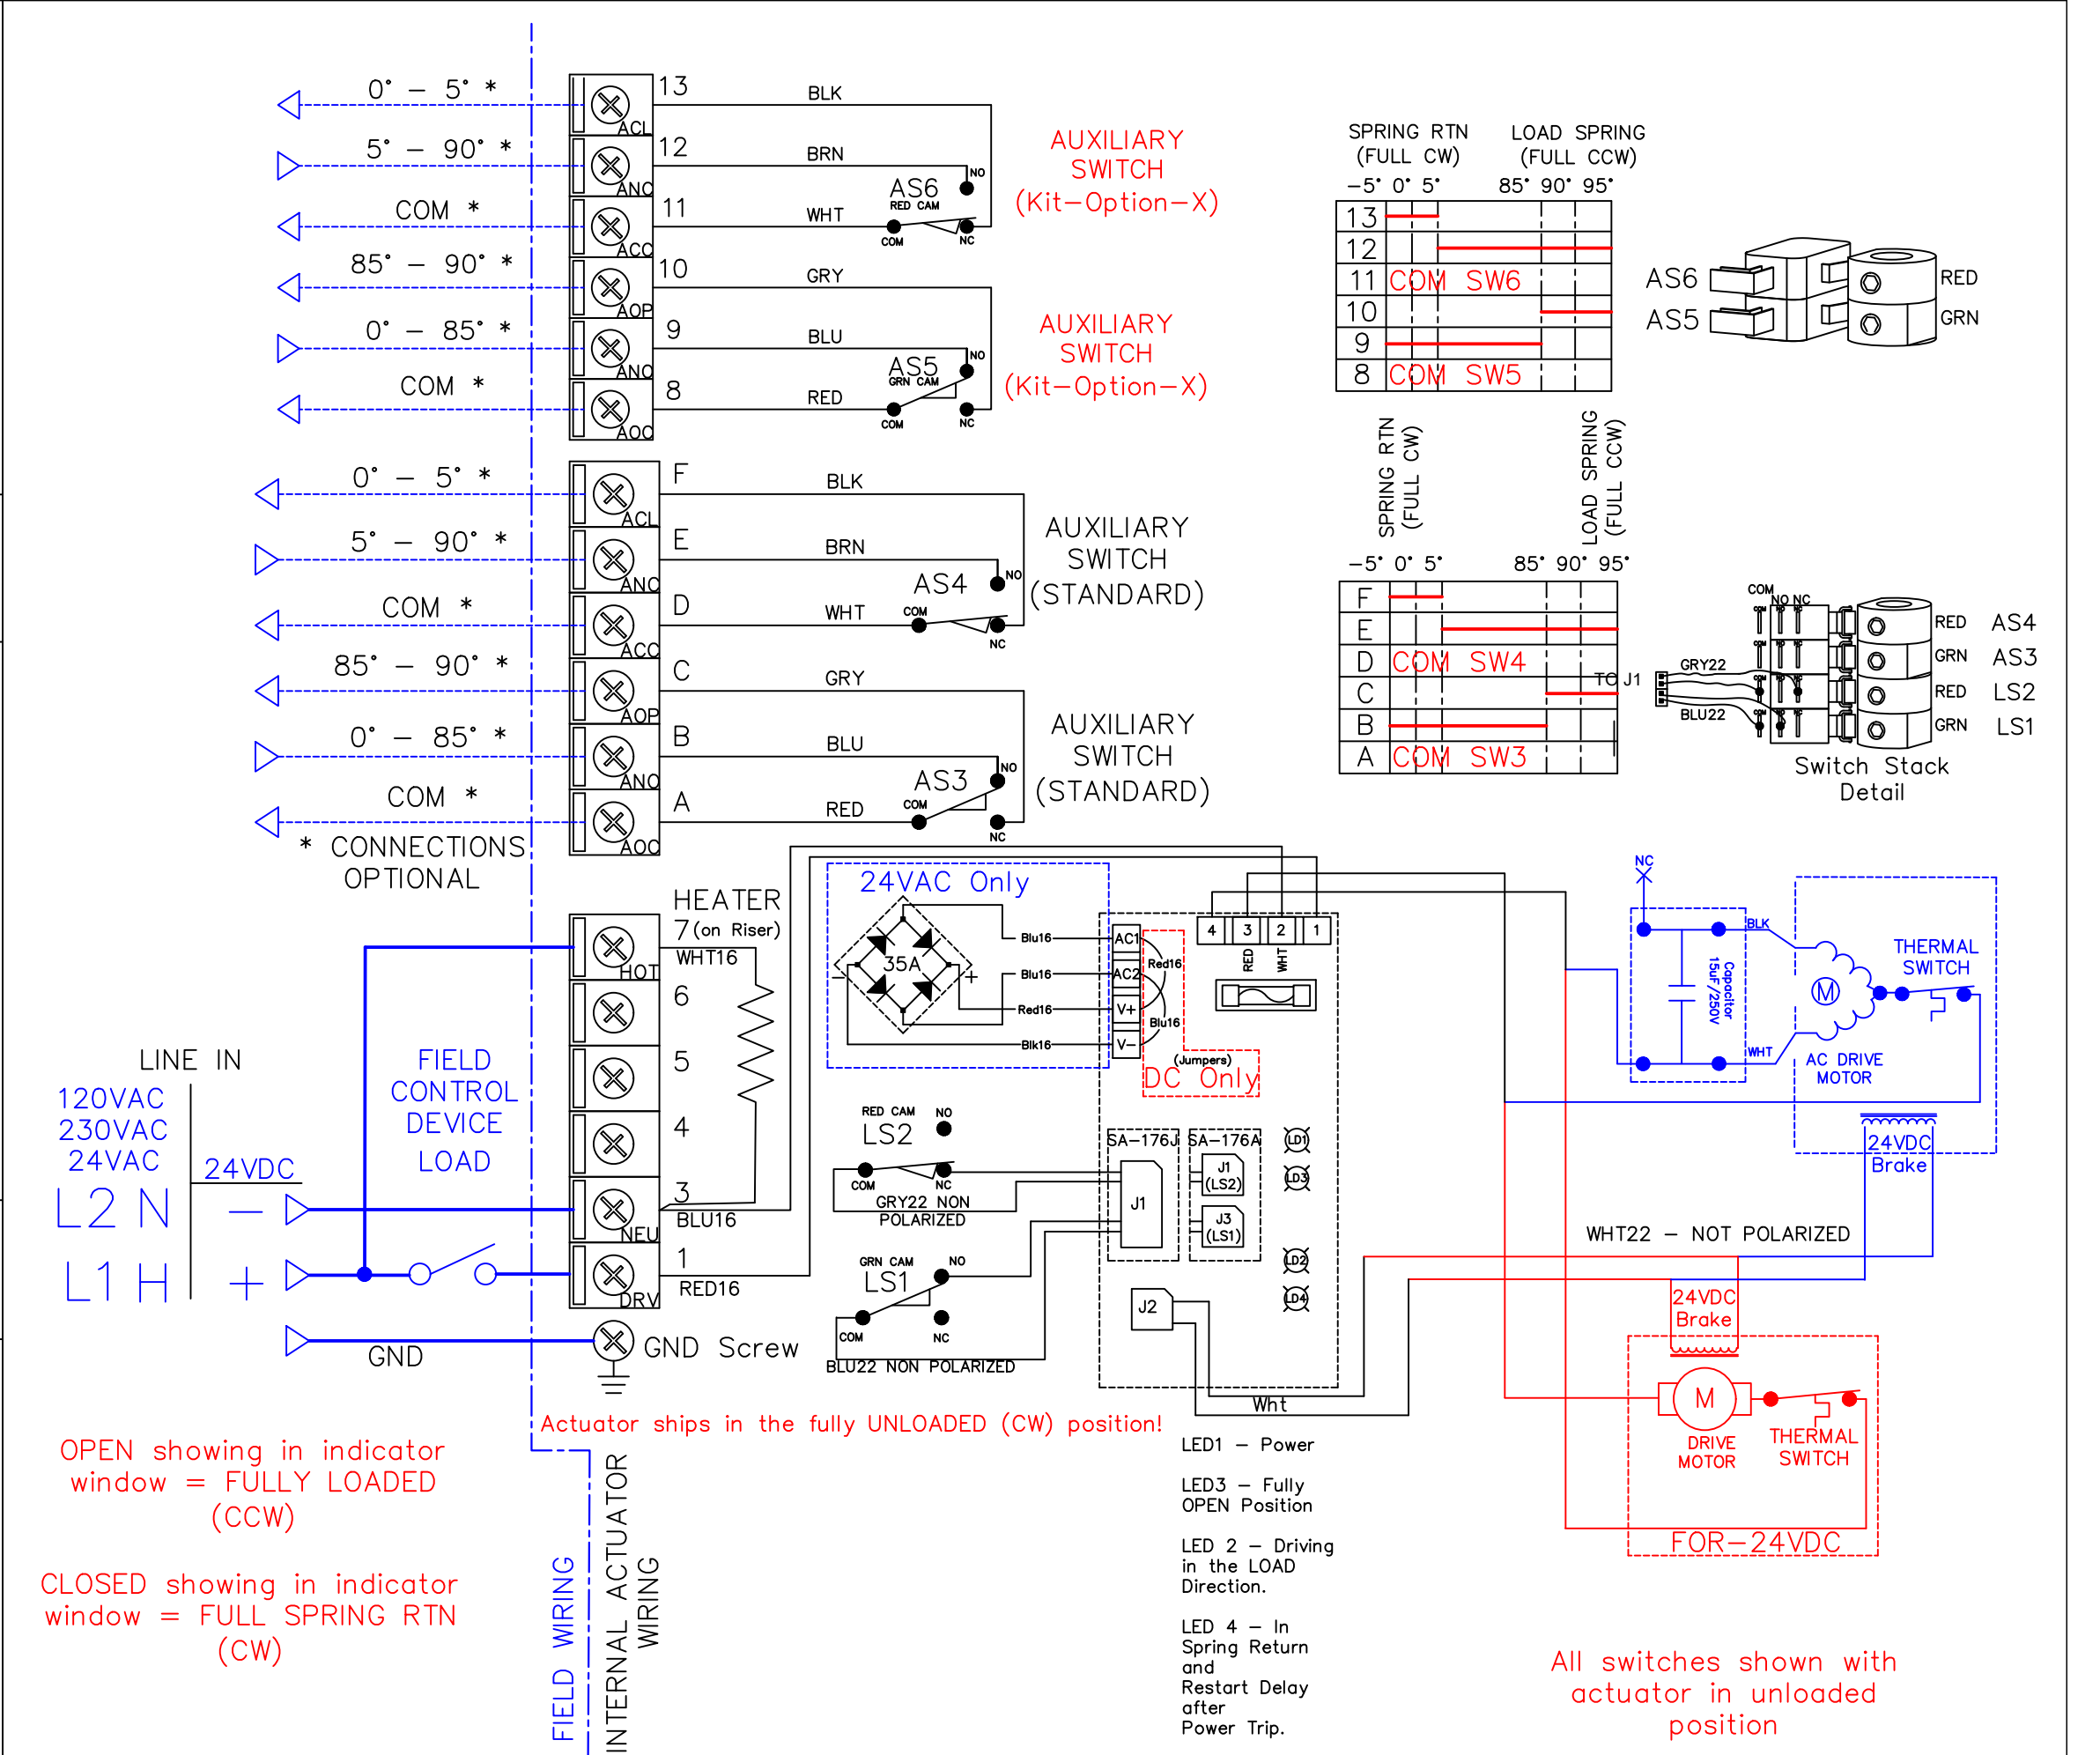 0° – 5° *
5° – 90° *
COM *
85° – 90° *
0° – 85° *
COM *
13
ACL
12
ANC
11
ACC
10
AOP
9
ANO
8
AOC
BLK
BRN
WHT
GRY
BLU
RED
AS6
RED CAM
NO
COM
NC
AS5
GRN CAM
NO
COM
NC
AUXILIARY
SWITCH
(Kit–Option–X)
AUXILIARY
SWITCH
(Kit–Option–X)
SPRING RTN
(FULL CW)
LOAD SPRING
(FULL CCW)
–5° 0° 5°
85° 90° 95°
13
12
11 COM SW6
10
9
8 COM SW5
AS6
AS5
RED
GRN
0° – 5° *
5° – 90° *
COM *
85° – 90° *
0° – 85° *
COM *
* CONNECTIONS
OPTIONAL
F
ACL
E
ANC
D
ACC
C
AOP
B
ANO
A
AOC
BLK
BRN
WHT
GRY
BLU
RED
AS4
NO
COM
NC
AS3
NO
COM
NC
AUXILIARY
SWITCH
(STANDARD)
AUXILIARY
SWITCH
(STANDARD)
SPRING RTN
(FULL CW)
LOAD SPRING
(FULL CCW)
–5° 0° 5°
85° 90° 95°
F
E
D COM SW4
C
B
A COM SW3
COM
NO NC
COM NO NC
COM NO NC
COM NO NC
COM NO NC
TO J1
GRY22
BLU22
RED AS4
GRN AS3
RED LS2
GRN LS1
Switch Stack
Detail
HEATER
7 (on Riser)
WHT16
HOT
6
5
4
3
BLU16
NEU
1
RED16
DRV
GND Screw
LINE IN
120VAC
230VAC
24VAC
24VDC
L2 N –
L1 H +
GND
FIELD
CONTROL
DEVICE
LOAD
24VAC Only
35A
–
+
Blu16
Blu16
Red16
Blk16
AC1
AC2
V+
V–
Red16
Blu16
(Jumpers)
DC Only
4 3 2 1
RED
WHT
RED CAM
LS2
NO
COM
NC
GRY22 NON
POLARIZED
GRN CAM
LS1
NO
COM
NC
BLU22 NON POLARIZED
SA–176J
J1
SA–176A
J1
(LS2)
J3
(LS1)
J2
LD1
LD3
LD2
LD4
Wht
NC
BLK
WHT
Capacitor
15uF/250V
M
THERMAL
SWITCH
AC DRIVE
MOTOR
24VDC
Brake
WHT22 – NOT POLARIZED
24VDC
Brake
M
DRIVE
MOTOR
THERMAL
SWITCH
FOR–24VDC
Actuator ships in the fully UNLOADED (CW) position!
OPEN showing in indicator
window = FULLY LOADED
(CCW)
CLOSED showing in indicator
window = FULL SPRING RTN
(CW)
FIELD WIRING
INTERNAL ACTUATOR
WIRING
LED1 – Power
LED3 – Fully
OPEN Position
LED 2 – Driving
in the LOAD
Direction.
LED 4 – In
Spring Return
and
Restart Delay
after
Power Trip.
All switches shown with
actuator in unloaded
position